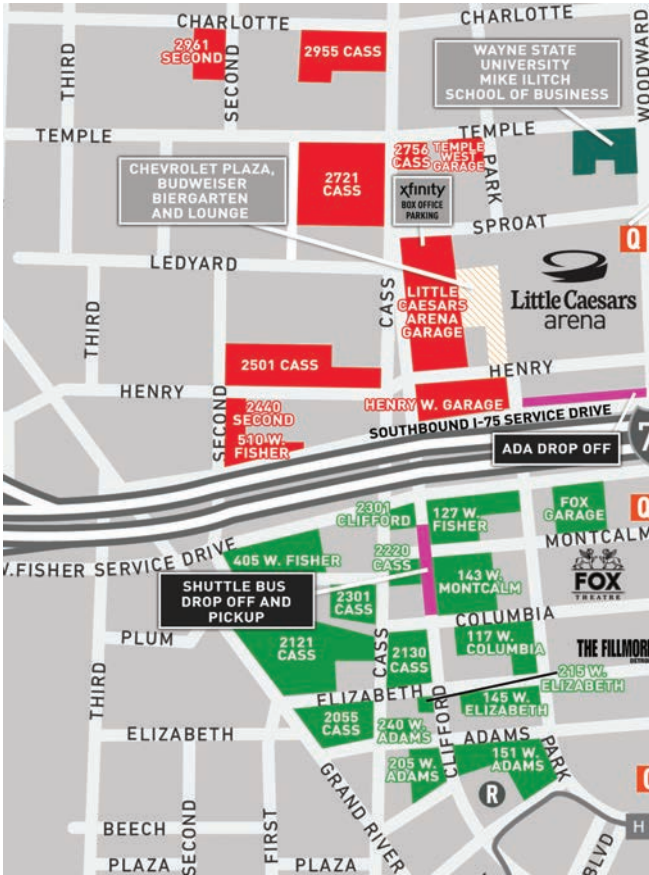 CHARLOTTE
CHARLOTTE
2961
SECOND
2955 CASS
WAYNE STATE
UNIVERSITY
MIKE ILITCH
SCHOOL OF BUSINESS
WOODWARD
THIRD
SECOND
TEMPLE
TEMPLE
CHEVROLET PLAZA,
BUDWEISER
BIERGARTEN
AND LOUNGE
2721
CASS
2756
CASS
TEMPLE
WEST
GARAGE
PARK
xfinity
BOX OFFICE
PARKING
SPROAT
Q
LEDYARD
CASS
LITTLE
CAESARS
ARENA
GARAGE
Little Caesars
arena
THIRD
2501 CASS
HENRY
HENRY
SECOND
2440
SECOND
510 W.
FISHER
HENRY W. GARAGE
SOUTHBOUND I-75 SERVICE DRIVE
7
ADA DROP OFF
2301
CLIFFORD
127 W.
FISHER
FOX
GARAGE
Q
MONTCALM
W.FISHER SERVICE DRIVE
405 W. FISHER
2220
CASS
143 W.
MONTCALM
FOX
THEATRE
SHUTTLE BUS
DROP OFF AND
PICKUP
2301
CASS
COLUMBIA
PLUM
2121
CASS
CASS
2130
CASS
117 W.
COLUMBIA
THE FILLMORE
DETROIT
215 W.
ELIZABETH
THIRD
ELIZABETH
145 W.
ELIZABETH
2055
CASS
240 W.
ADAMS
CLIFFORD
ELIZABETH
ADAMS
PARK
205 W.
ADAMS
151 W.
ADAMS
GRAND RIVER
R
BEECH
SECOND
FIRST
H
BLVD
PLAZA
PLAZA